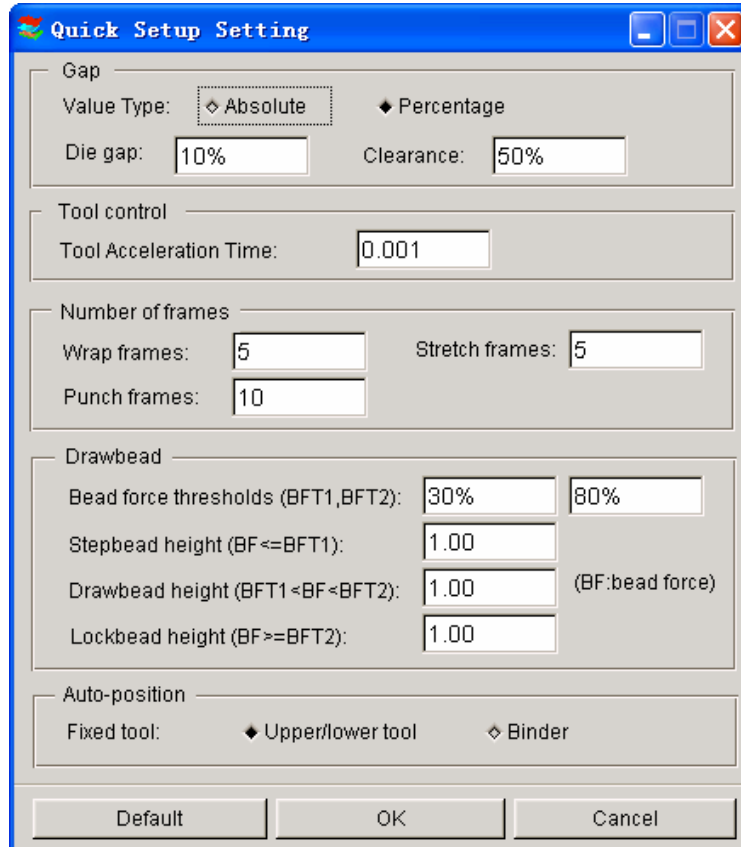 Quick Setup Setting
Gap
Value Type: Absolute Percentage
Die gap: 10% Clearance: 50%
Tool control
Tool Acceleration Time: 0.001
Number of frames
Wrap frames: 5 Stretch frames: 5
Punch frames: 10
Drawbead
Bead force thresholds (BFT1,BFT2): 30% 80%
Stepbead height (BF<=BFT1): 1.00
Drawbead height (BFT1<BF<BFT2): 1.00 (BF:bead force)
Lockbead height (BF>=BFT2): 1.00
Auto-position
Fixed tool: Upper/lower tool Binder
Default OK Cancel